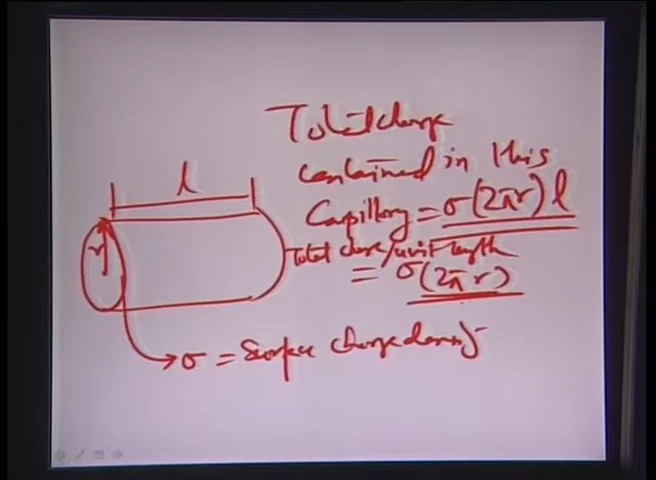 l
Total charge
contained in this
Capillary = σ(2πr) l
r
Total charge/unit length
= σ(2πr)
σ = Surface charge density